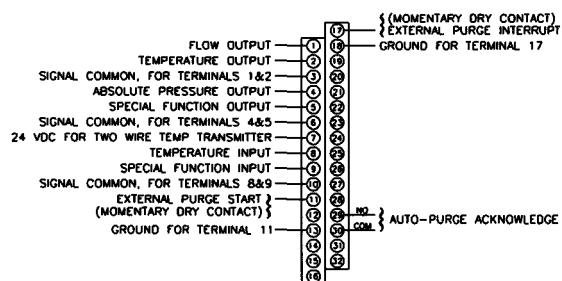 FLOW OUTPUT 1
TEMPERATURE OUTPUT 2
SIGNAL COMMON, FOR TERMINALS 1&2 3
ABSOLUTE PRESSURE OUTPUT 4
SPECIAL FUNCTION OUTPUT 5
SIGNAL COMMON, FOR TERMINALS 4&5 6
24 VDC FOR TWO WIRE TEMP TRANSMITTER 7
TEMPERATURE INPUT 8
SPECIAL FUNCTION INPUT 9
SIGNAL COMMON, FOR TERMINALS 8&9 10
EXTERNAL PURGE START 11
(MOMENTARY DRY CONTACT) 12
GROUND FOR TERMINAL 11 13
14
15
16
(MOMENTARY DRY CONTACT)
17 EXTERNAL PURGE INTERRUPT
18 GROUND FOR TERMINAL 17
19
20
21
22
23
24
25
26
27
28
29 NO
AUTO-PURGE ACKNOWLEDGE
30 COM
31
32